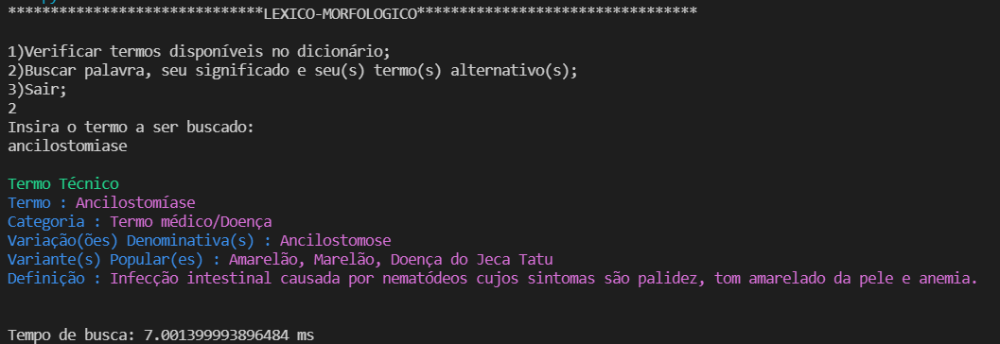 ******************************LEXICO-MORFOLOGICO*********************************
1)Verificar termos disponíveis no dicionário;
2)Buscar palavra, seu significado e seu(s) termo(s) alternativo(s);
3)Sair;
2
Insira o termo a ser buscado:
ancilostomiase
Termo Técnico
Termo : Ancilostomíase
Categoria : Termo médico/Doença
Variação(ões) Denominativa(s) : Ancilostomose
Variante(s) Popular(es) : Amarelão, Marelão, Doença do Jeca Tatu
Definição : Infecção intestinal causada por nematódeos cujos sintomas são palidez, tom amarelado da pele e anemia.
Tempo de busca: 7.001399993896484 ms